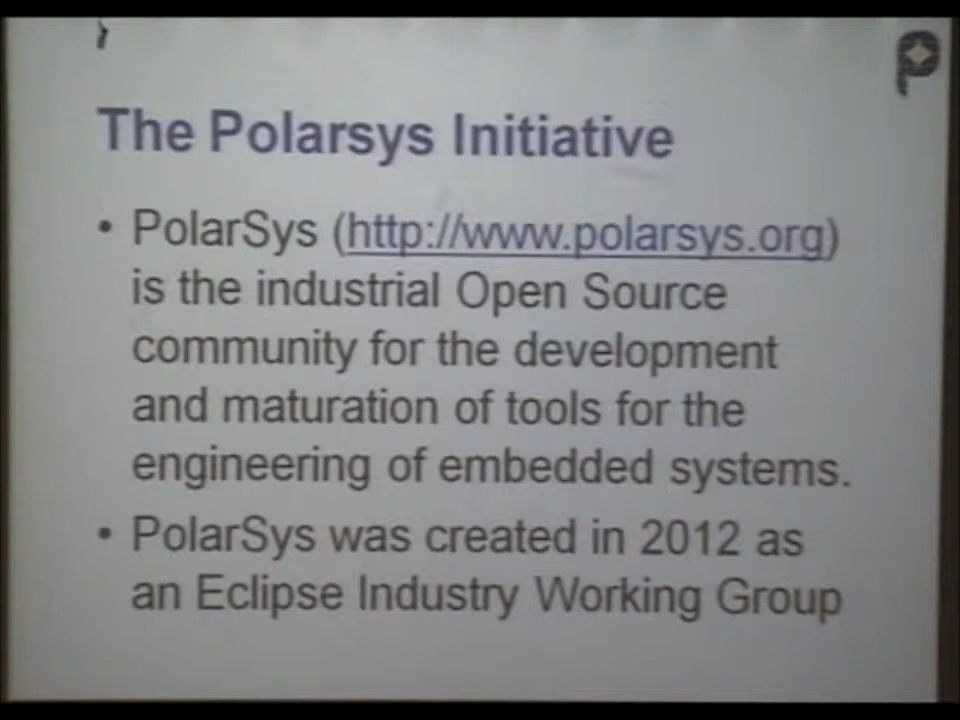 The Polarsys Initiative
• PolarSys (http://www.polarsys.org)
is the industrial Open Source
community for the development
and maturation of tools for the
engineering of embedded systems.
• PolarSys was created in 2012 as
an Eclipse Industry Working Group